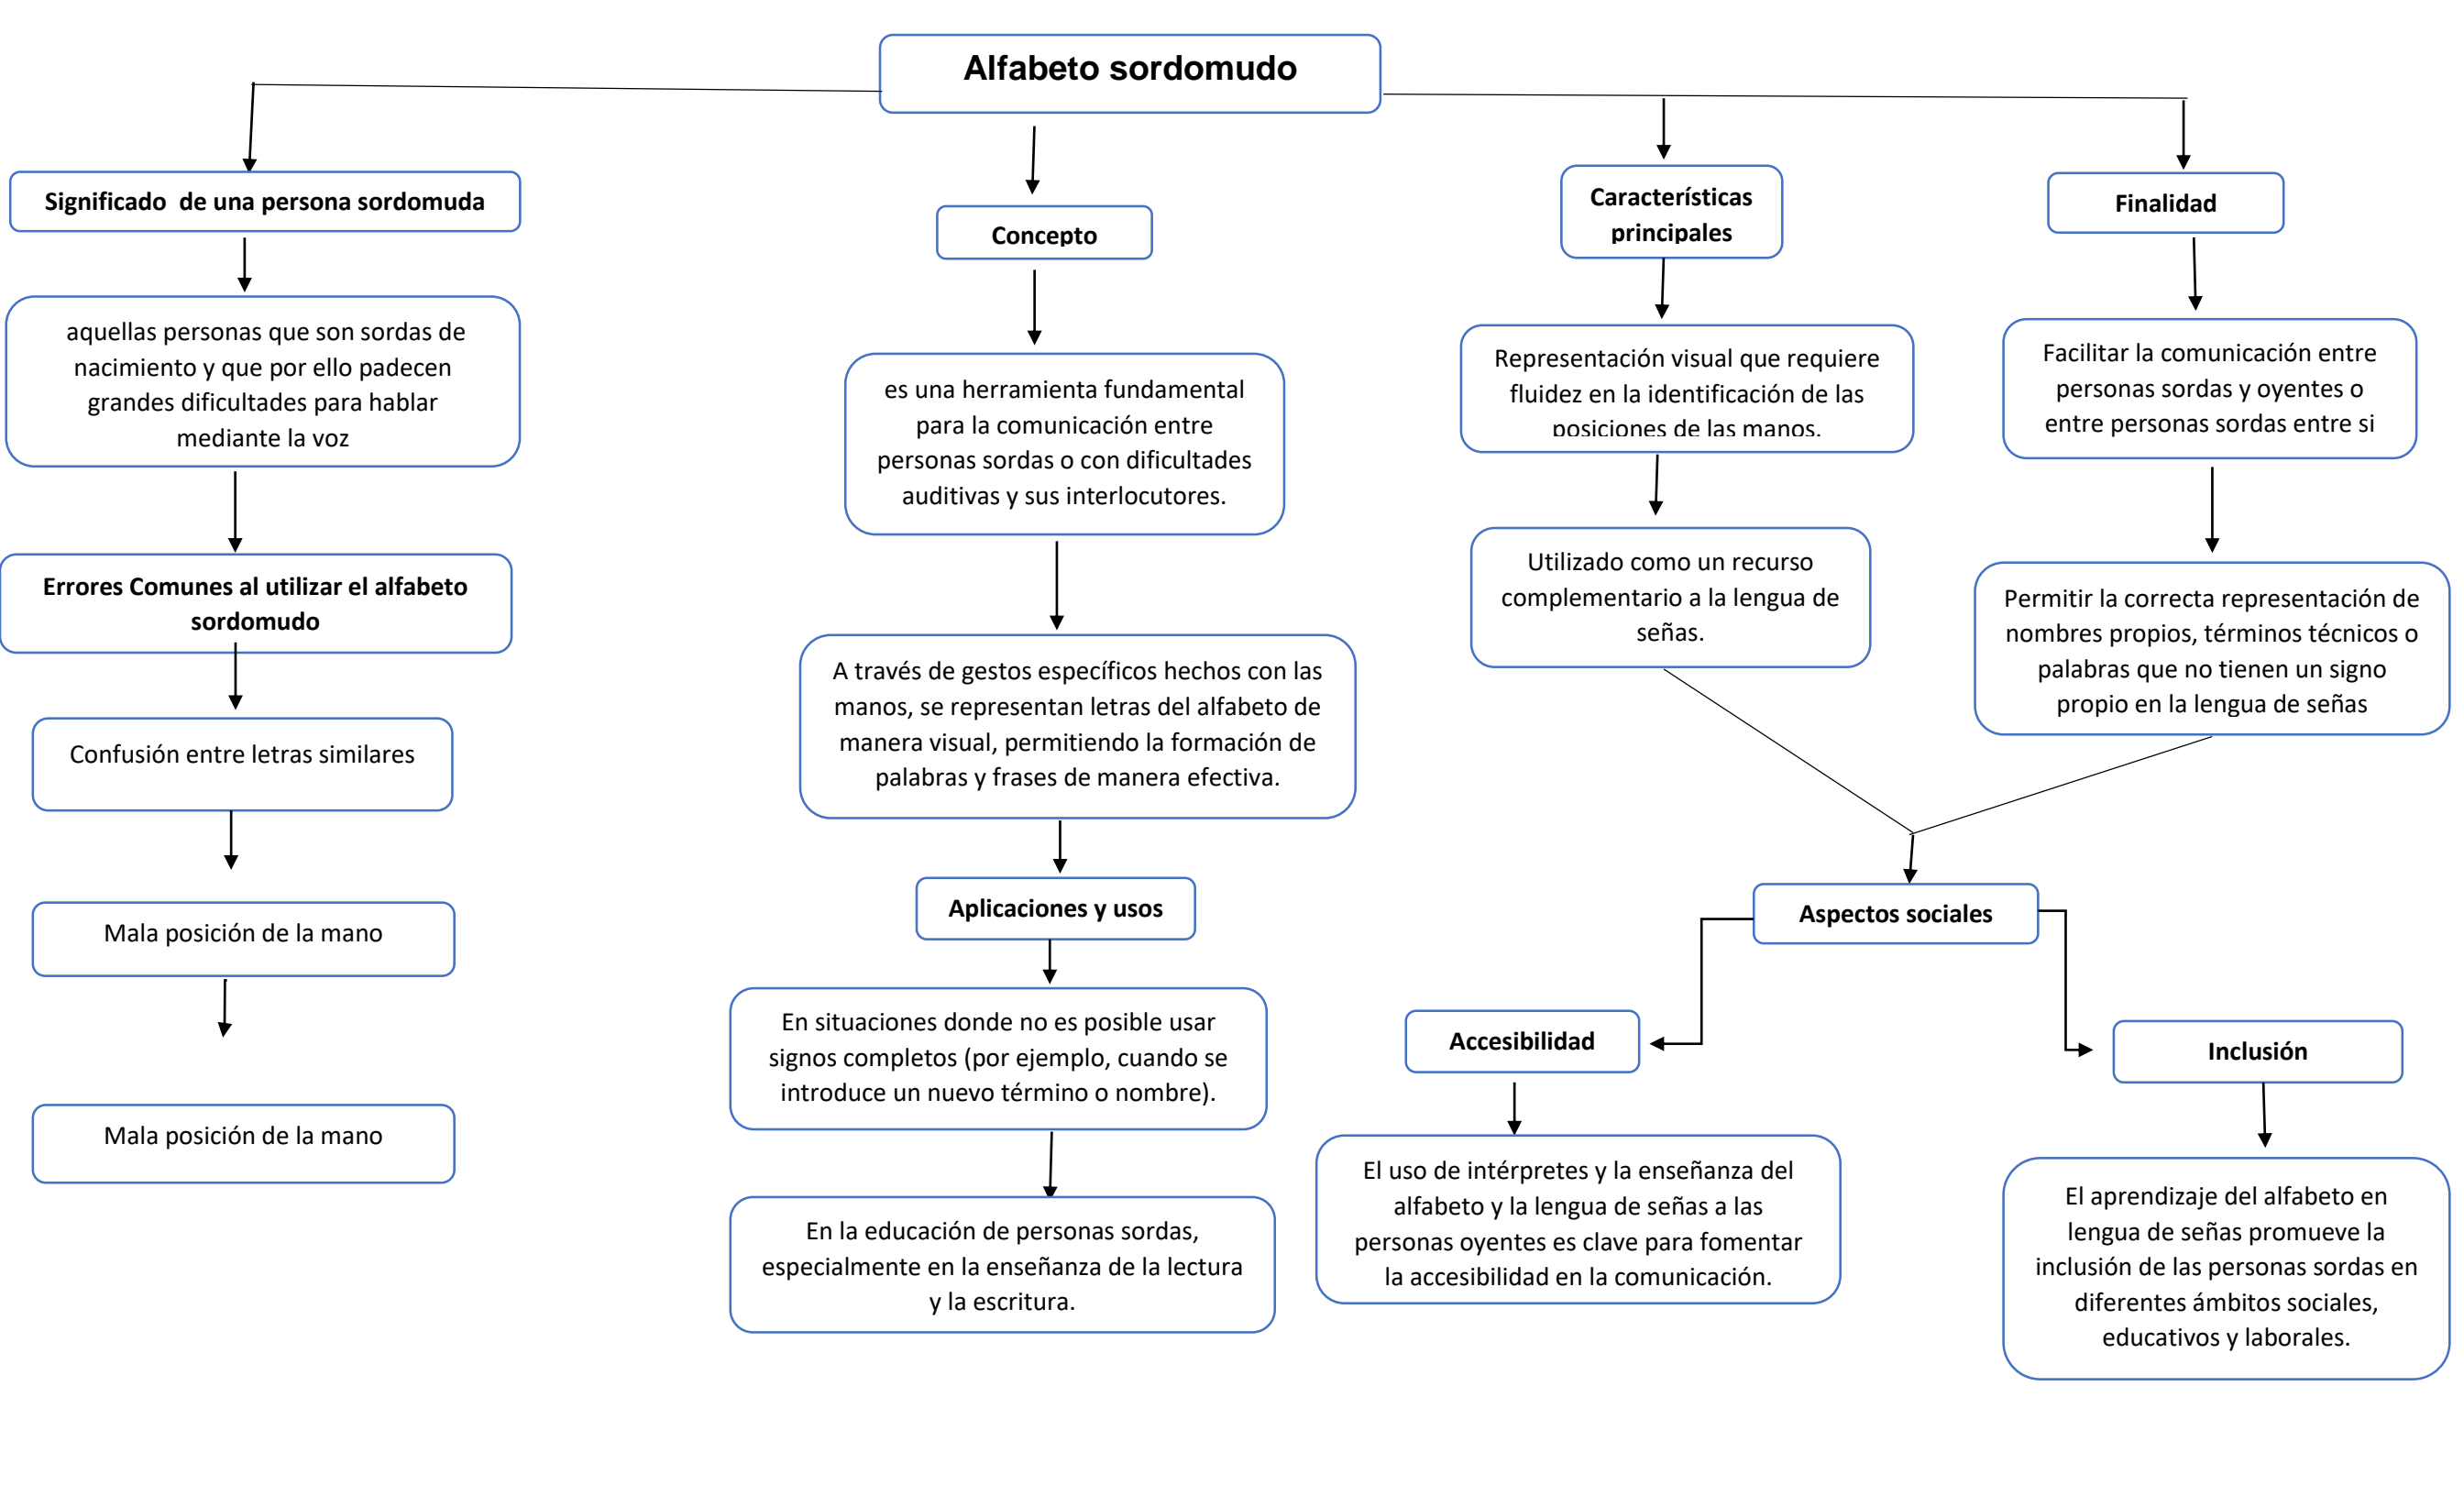 Alfabeto sordomudo
Significado  de una persona sordomuda
aquellas personas que son sordas de
nacimiento y que por ello padecen
grandes dificultades para hablar
mediante la voz
Errores Comunes al utilizar el alfabeto
sordomudo
Confusión entre letras similares
Mala posición de la mano
Mala posición de la mano
Concepto
es una herramienta fundamental
para la comunicación entre
personas sordas o con dificultades
auditivas y sus interlocutores.
A través de gestos específicos hechos con las
manos, se representan letras del alfabeto de
manera visual, permitiendo la formación de
palabras y frases de manera efectiva.
Aplicaciones y usos
En situaciones donde no es posible usar
signos completos (por ejemplo, cuando se
introduce un nuevo término o nombre).
En la educación de personas sordas,
especialmente en la enseñanza de la lectura
y la escritura.
Características
principales
Representación visual que requiere
fluidez en la identificación de las
posiciones de las manos.
Utilizado como un recurso
complementario a la lengua de
señas.
Finalidad
Facilitar la comunicación entre
personas sordas y oyentes o
entre personas sordas entre si
Permitir la correcta representación de
nombres propios, términos técnicos o
palabras que no tienen un signo
propio en la lengua de señas
Aspectos sociales
Accesibilidad
El uso de intérpretes y la enseñanza del
alfabeto y la lengua de señas a las
personas oyentes es clave para fomentar
la accesibilidad en la comunicación.
Inclusión
El aprendizaje del alfabeto en
lengua de señas promueve la
inclusión de las personas sordas en
diferentes ámbitos sociales,
educativos y laborales.